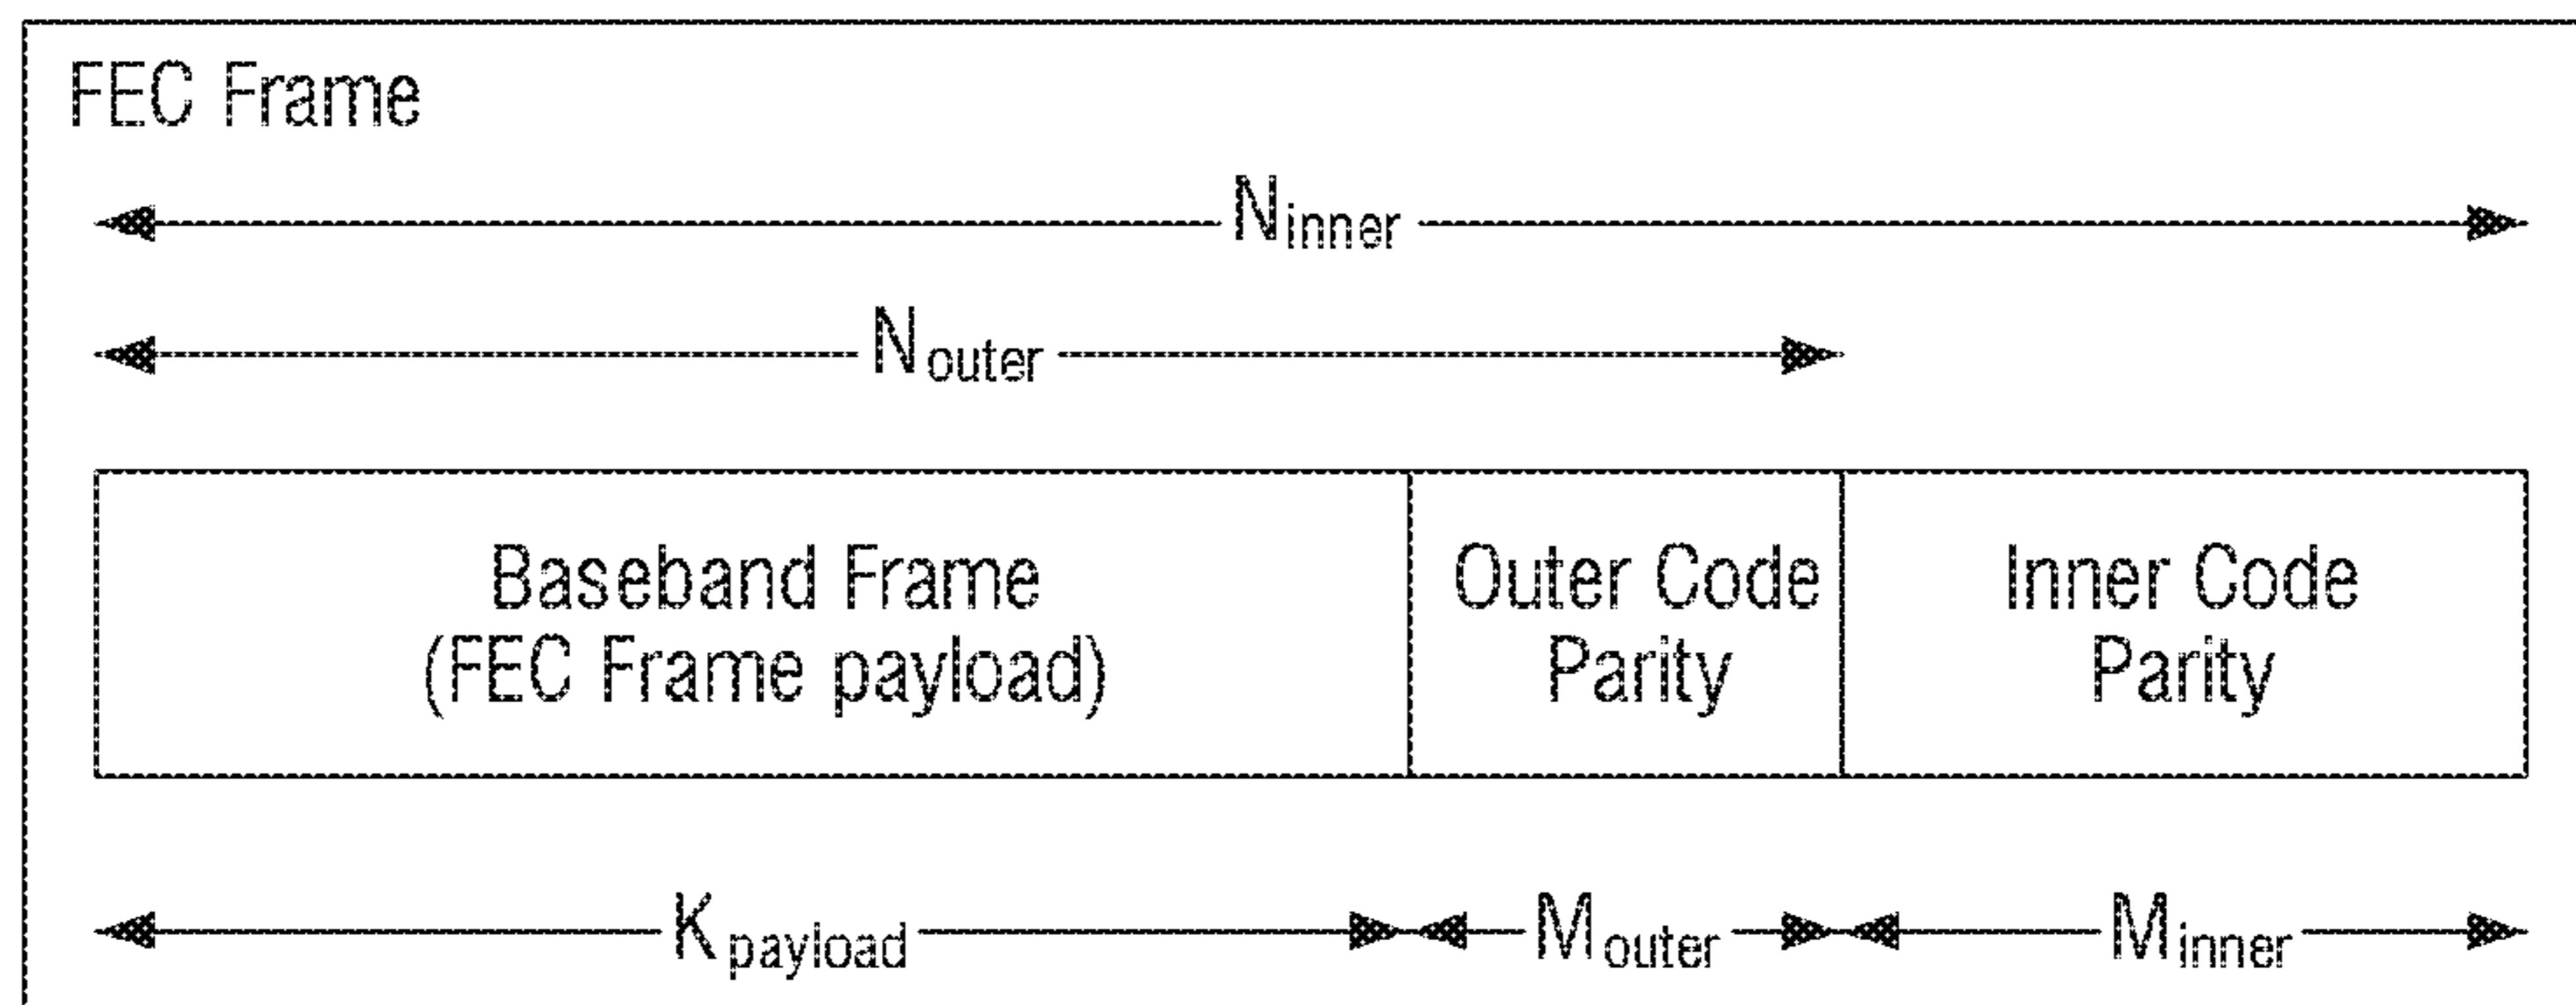 FEC Frame
Ninner
Nouter
Baseband Frame
(FEC Frame payload)
Outer Code
Parity
Inner Code
Parity
Kpayload
Mouter
Minner